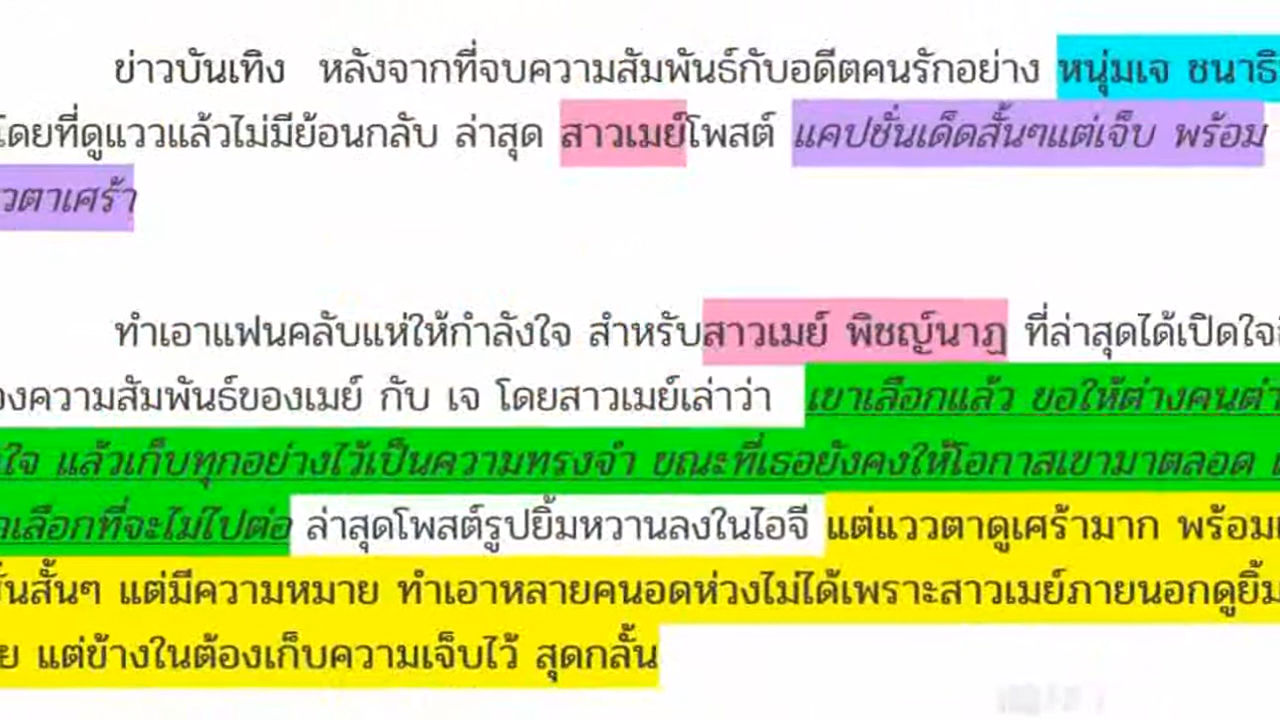 ข่าวบันเทิง หลังจากที่จบความสัมพันธ์กับอดีตคนรักอย่าง หนุ่มเจ ชนาธิ
โดยที่ดูแววแล้วไม่มีย้อนกลับ ล่าสุด สาวเมย์โพสต์ แคปชั่นเด็ดสั้นๆแต่เจ็บ พร้อม
วตาเศร้า
ทำเอาแฟนคลับแห่ให้กำลังใจ สำหรับสาวเมย์ พิชญ์นาฏ ที่ล่าสุดได้เปิดใจ
องความสัมพันธ์ของเมย์ กับ เจ โดยสาวเมย์เล่าว่า เขาเลือกแล้ว ขอให้ต่างคนต่า
ใจ แล้วเก็บทุกอย่างไว้เป็นความทรงจำ ขณะที่เธอยังคงให้โอกาสเขามาตลอด
เลือกที่จะไม่ไปต่อ ล่าสุดโพสต์รูปยิ้มหวานลงในไอจี แต่แววตาดูเศร้ามาก พร้อม
ั้นสั้นๆ แต่มีความหมาย ทำเอาหลายคนอดห่วงไม่ได้เพราะสาวเมย์ภายนอกดูยิ้ม
ย แต่ข้างในต้องเก็บความเจ็บไว้ สุดกลั้น